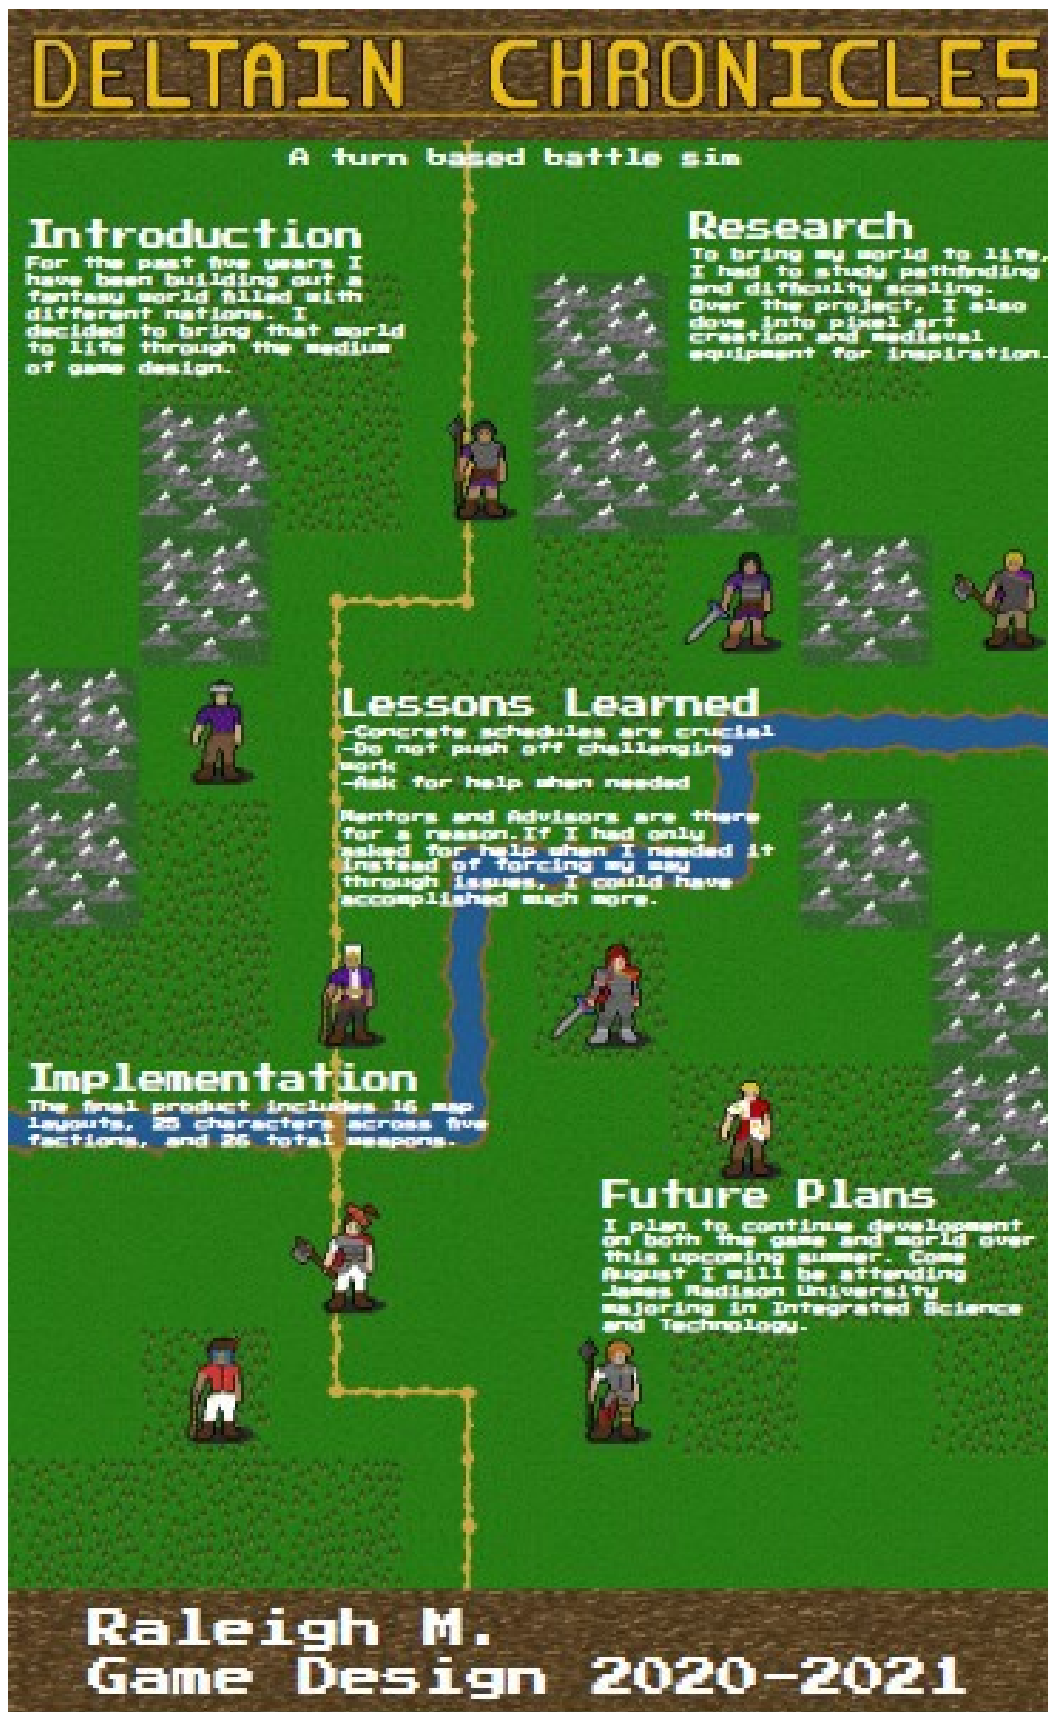 DELTAIN CHRONICLES
A turn based battle sim
Introduction
For the past five years I
have been building out a
fantasy world filled with
different nations. I
decided to bring that world
to life through the medium
of game design.
Research
To bring my world to life,
I had to study pathfinding
and difficulty scaling.
Over the project, I also
dove into pixel art
creation and medieval
equipment for inspiration.
Lessons Learned
-Concrete schedules are crucial
-Do not push off challenging
work
-Ask for help when needed
Mentors and Advisors are there
for a reason.If I had only
asked for help when I needed it
instead of forcing my way
through issues, I could have
accomplished much more.
Implementation
The final product includes 16 map
layouts, 25 characters across five
factions, and 26 total weapons.
Future Plans
I plan to continue development
on both the game and world over
this upcoming summer. Come
August I will be attending
James Madison University
majoring in Integrated Science
and Technology.
Raleigh M.
Game Design 2020-2021